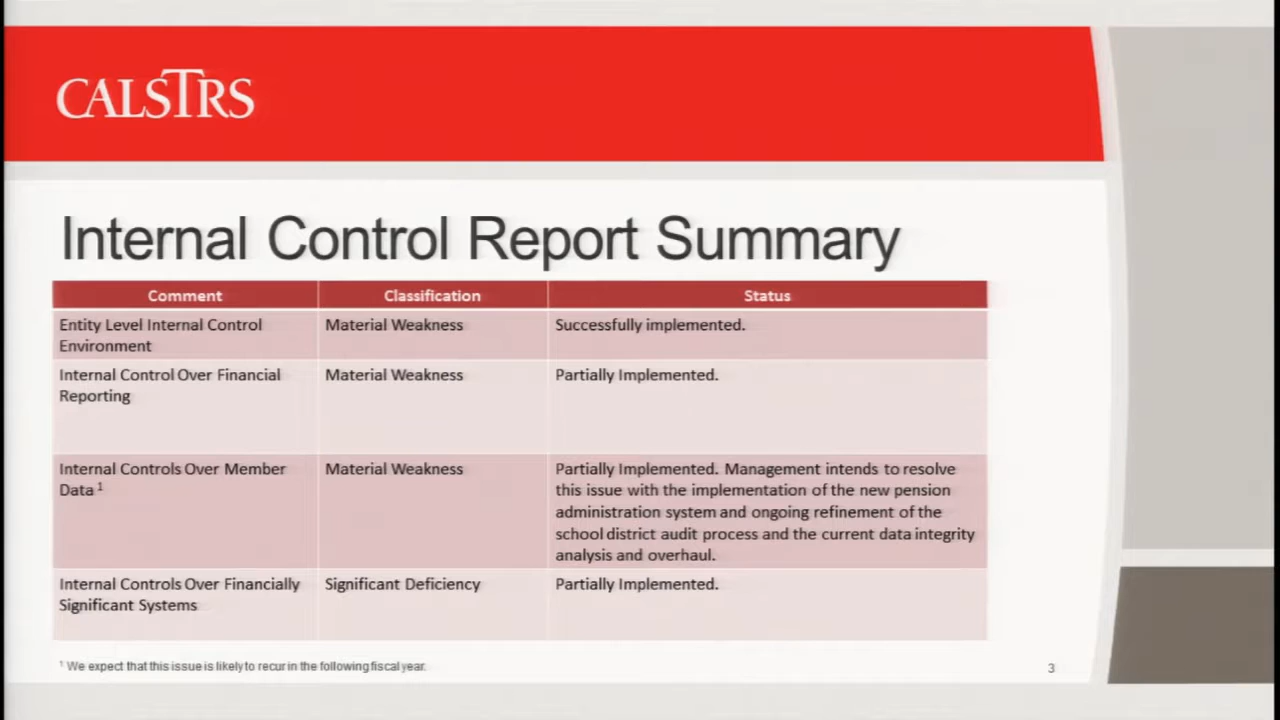 CALSTRS
Internal Control Report Summary
Comment Classification Status
Entity Level Internal Control Environment Material Weakness Successfully implemented.
Internal Control Over Financial Reporting Material Weakness Partially Implemented.
Internal Controls Over Member Data ¹ Material Weakness Partially Implemented. Management intends to resolve
this issue with the implementation of the new pension
administration system and ongoing refinement of the
school district audit process and the current data integrity
analysis and overhaul.
Internal Controls Over Financially Significant Systems Significant Deficiency Partially Implemented.
¹ We expect that this issue is likely to recur in the following fiscal year.
3